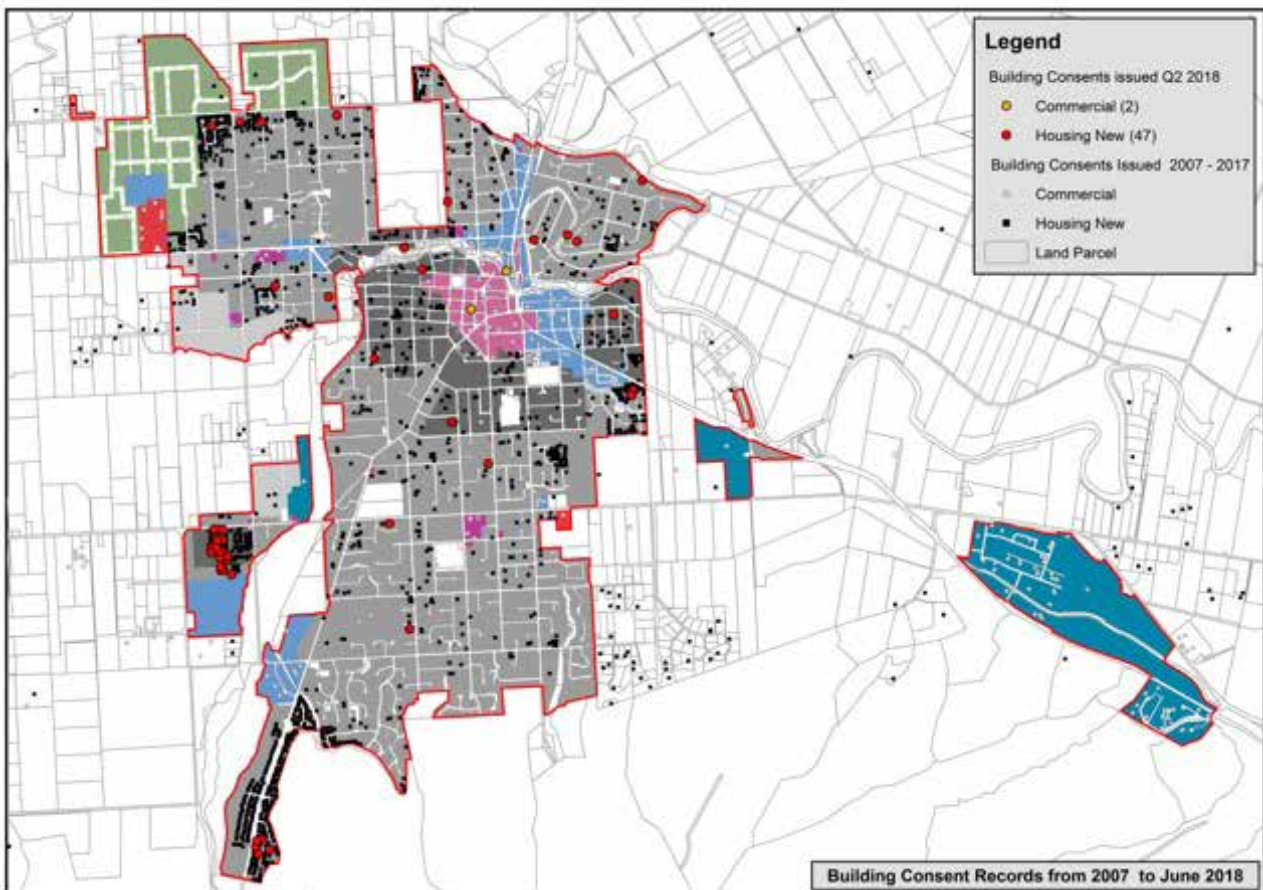 Legend
Building Consents issued Q2 2018
Commercial (2)
Housing New (47)
Building Consents Issued 2007 - 2017
Commercial
Housing New
Land Parcel
Building Consent Records from 2007 to June 2018